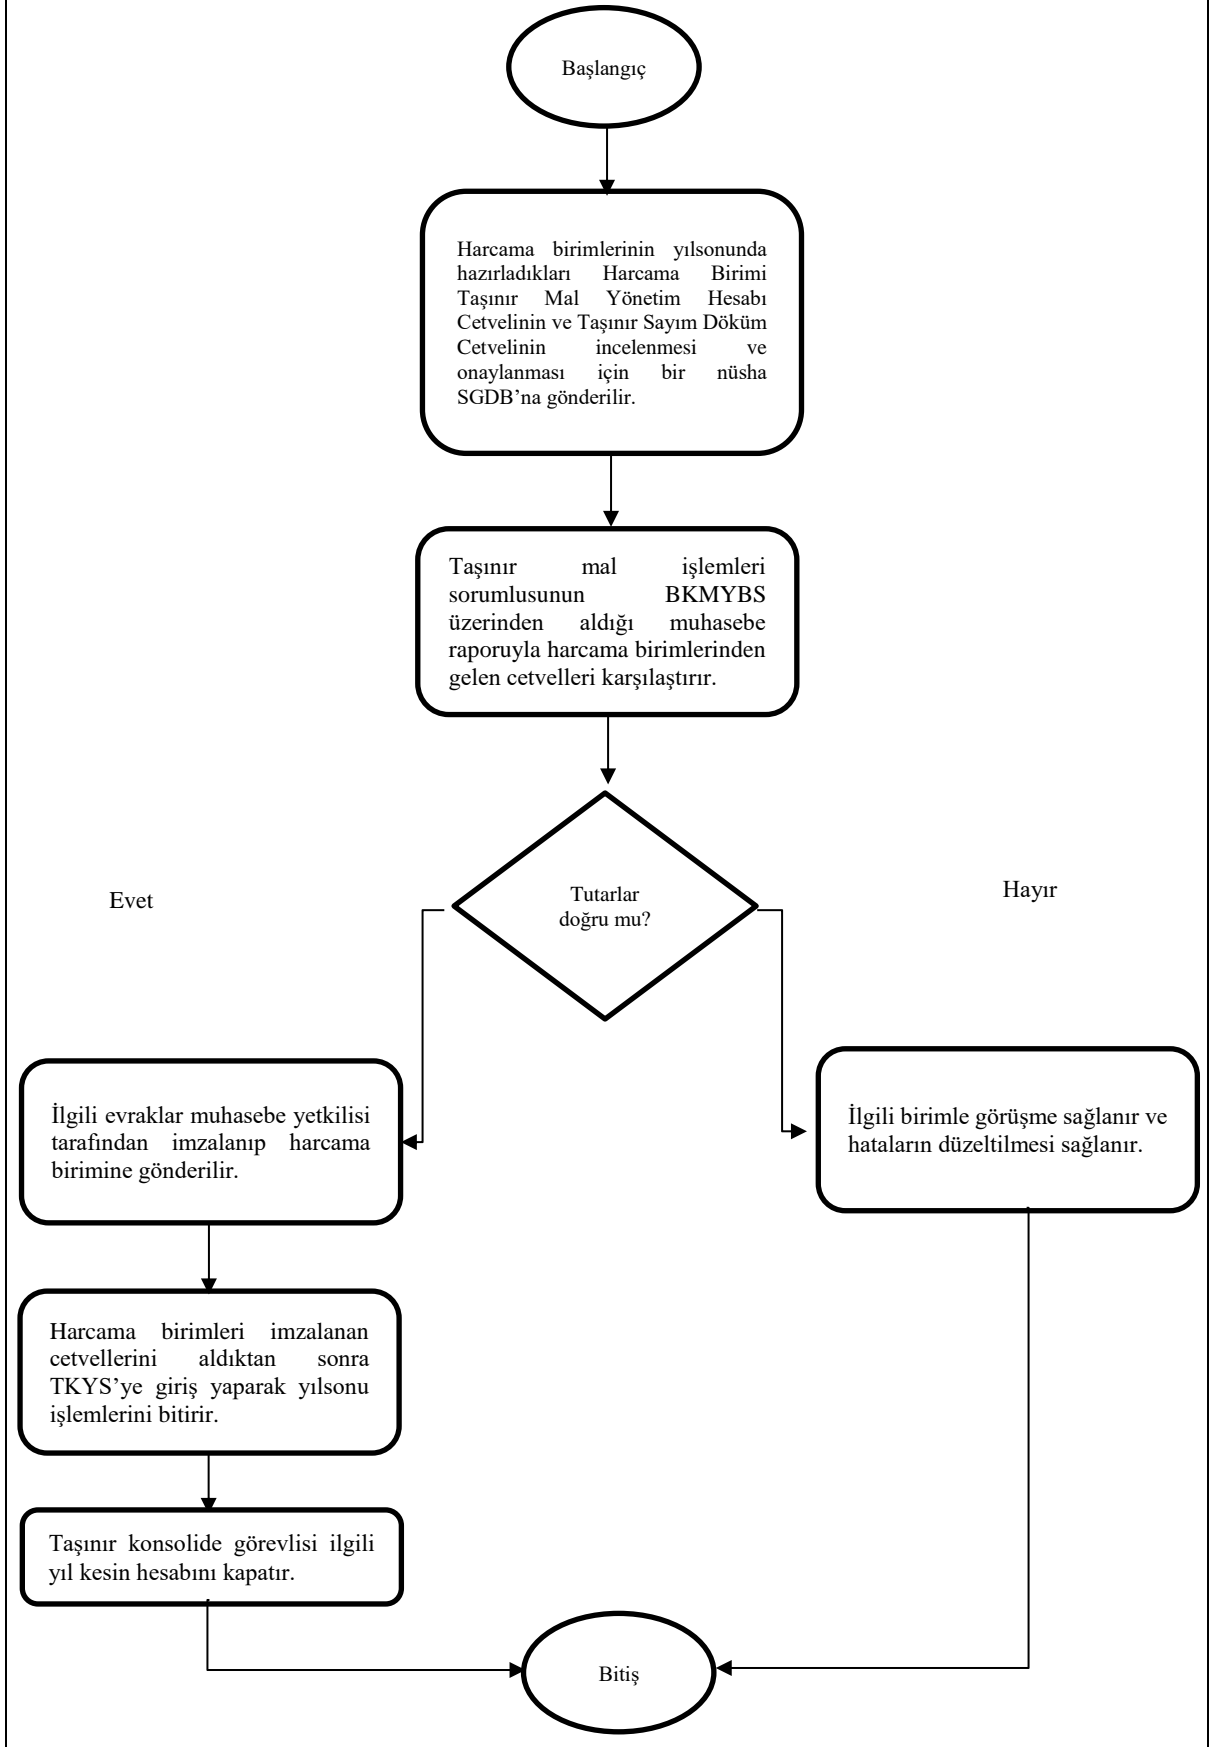 Başlangıç
Harcama birimlerinin yılsonunda
hazırladıkları Harcama Birimi
Taşınır Mal Yönetim Hesabı
Cetvelinin ve Taşınır Sayım Döküm
Cetvelinin incelenmesi ve
onaylanması için bir nüsha
SGDB’na gönderilir.
Taşınır mal işlemleri
sorumlusunun BKMYBS
üzerinden aldığı muhasebe
raporuyla harcama birimlerinden
gelen cetvelleri karşılaştırır.
Tutarlar
doğru mu?
Evet
Hayır
İlgili evraklar muhasebe yetkilisi
tarafından imzalanıp harcama
birimine gönderilir.
İlgili birimle görüşme sağlanır ve
hataların düzeltilmesi sağlanır.
Harcama birimleri imzalanan
cetvellerini aldıktan sonra
TKYS’ye giriş yaparak yılsonu
işlemlerini bitirir.
Taşınır konsolide görevlisi ilgili
yıl kesin hesabını kapatır.
Bitiş